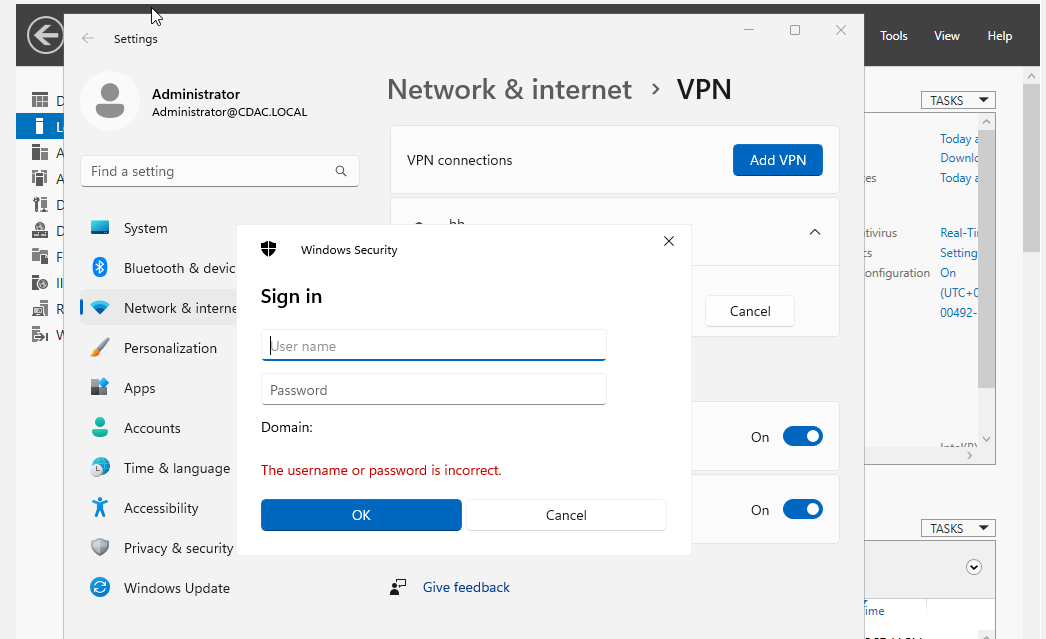 Settings
Tools
View
Help
Administrator
Administrator@CDAC.LOCAL
Network & internet > VPN
TASKS
Find a setting
VPN connections
Add VPN
Today
Downl
Today
System
Bluetooth & devic
Network & interne
Personalization
Apps
Accounts
Time & language
Accessibility
Privacy & security
Windows Update
Windows Security
Sign in
User name
Password
Domain:
The username or password is incorrect.
OK
Cancel
Cancel
On
On
Give feedback
tivirus
Real-Ti
Setting
onfiguration
On
(UTC+0
00492-
TASKS
ime